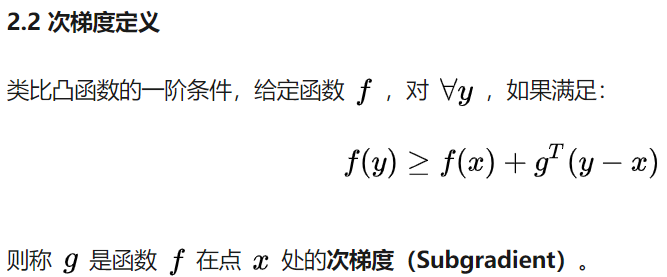 2.2 次梯度定义
类比凸函数的一阶条件，给定函数 f ，对 ∀y ，如果满足：
f(y) ≥ f(x) + g^T(y − x)
则称 g 是函数 f 在点 x 处的次梯度（Subgradient）。